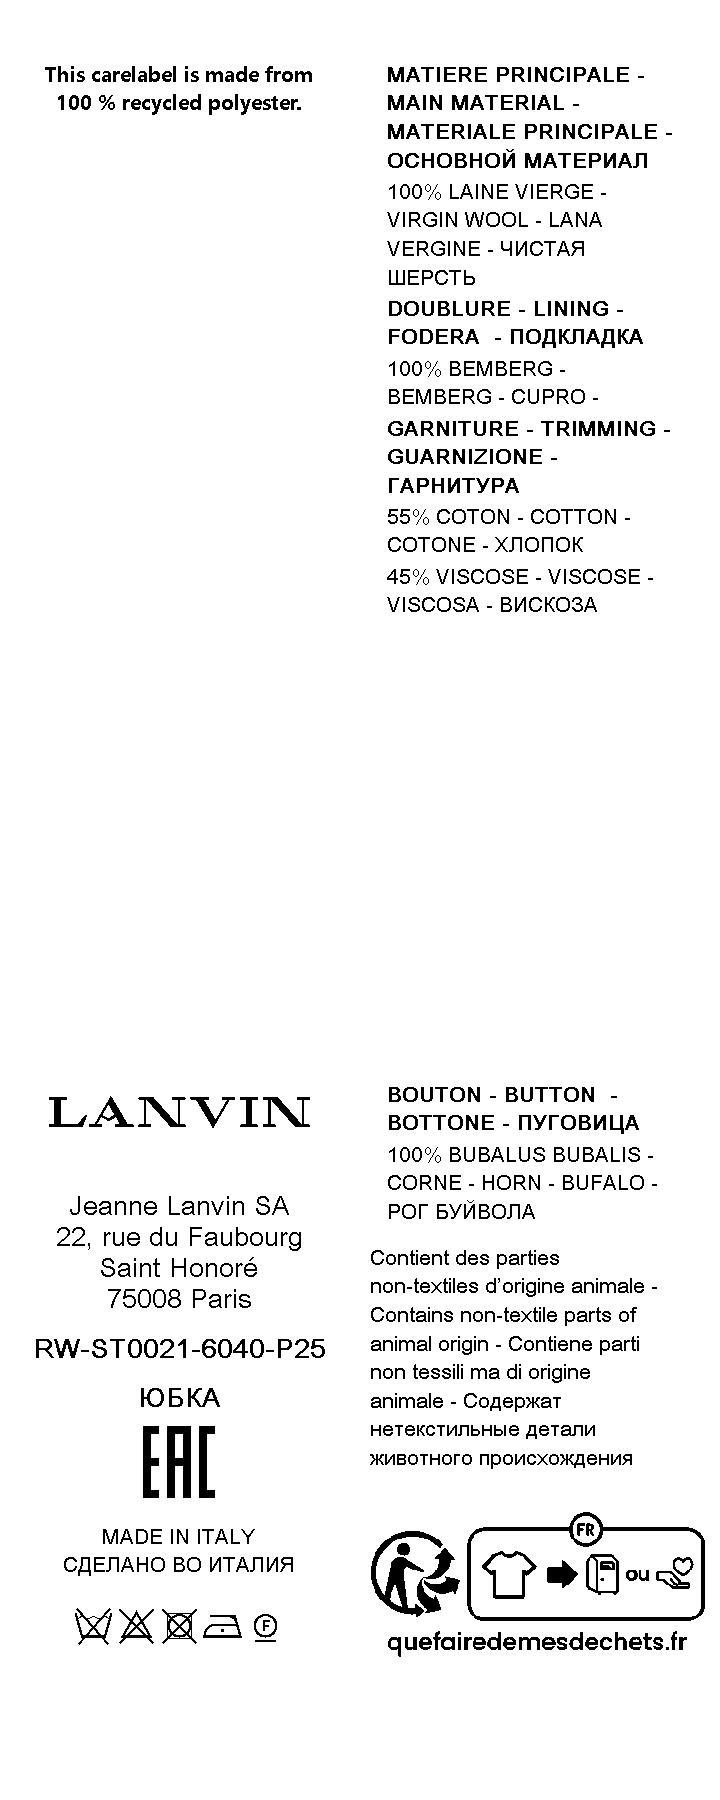 This carelabel is made from
100 % recycled polyester.
MATIERE PRINCIPALE -
MAIN MATERIAL -
MATERIALE PRINCIPALE -
ОСНОВНОЙ МАТЕРИАЛ
100% LAINE VIERGE -
VIRGIN WOOL - LANA
VERGINE - ЧИСТАЯ
ШЕРСТЬ
DOUBLURE - LINING -
FODERA - ПОДКЛАДКА
100% BEMBERG -
BEMBERG - CUPRO -
GARNITURE - TRIMMING -
GUARNIZIONE -
ГАРНИТУРА
55% COTON - COTTON -
COTONE - ХЛОПОК
45% VISCOSE - VISCOSE -
VISCOSA - ВИСКОЗА
LANVIN
Jeanne Lanvin SA
22, rue du Faubourg
Saint Honoré
75008 Paris
RW-ST0021-6040-P25
ЮБКА
EAC
MADE IN ITALY
СДЕЛАНО ВО ИТАЛИЯ
F
BOUTON - BUTTON -
BOTTONE - ПУГОВИЦА
100% BUBALUS BUBALIS -
CORNE - HORN - BUFALO -
РОГ БУЙВОЛА
Contient des parties
non-textiles d’origine animale -
Contains non-textile parts of
animal origin - Contiene parti
non tessili ma di origine
animale - Содержат
нетекстильные детали
животного происхождения
FR
ou
quefairedemesdechets.fr